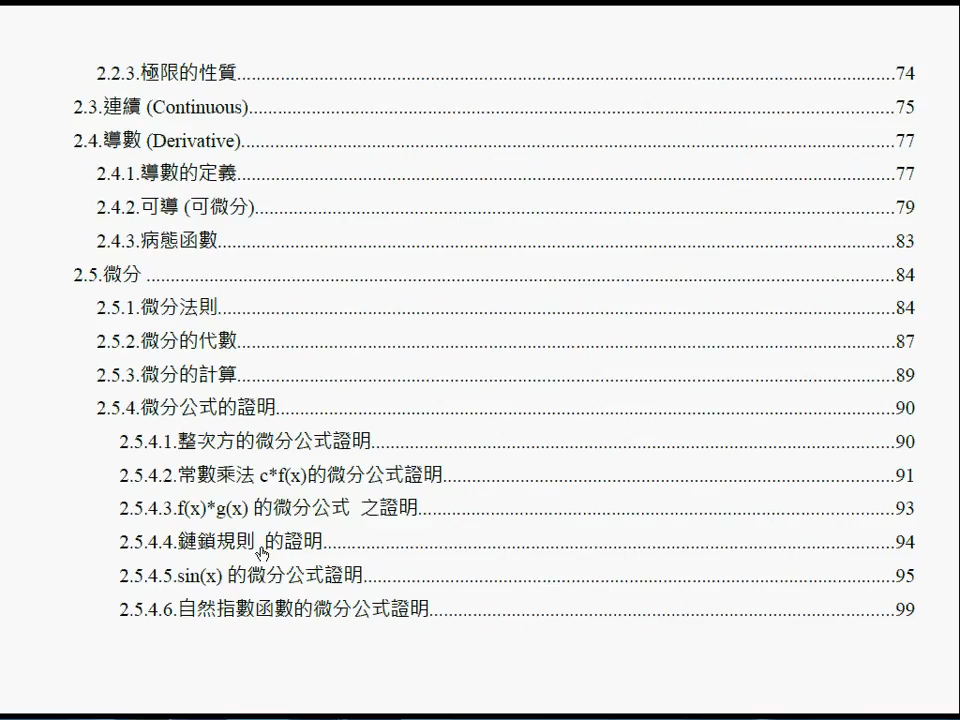 2.2.3.極限的性質........................74
2.3.連續 (Continuous)........................75
2.4.導數 (Derivative)........................77
2.4.1.導數的定義........................77
2.4.2.可導 (可微分)........................79
2.4.3.病態函數........................83
2.5.微分 ........................84
2.5.1.微分法則........................84
2.5.2.微分的代數........................87
2.5.3.微分的計算........................89
2.5.4.微分公式的證明........................90
2.5.4.1.整次方的微分公式證明........................90
2.5.4.2.常數乘法 c*f(x)的微分公式證明........................91
2.5.4.3.f(x)*g(x) 的微分公式 之證明........................93
2.5.4.4.鏈鎖規則 的證明........................94
2.5.4.5.sin(x) 的微分公式證明........................95
2.5.4.6.自然指數函數的微分公式證明........................99